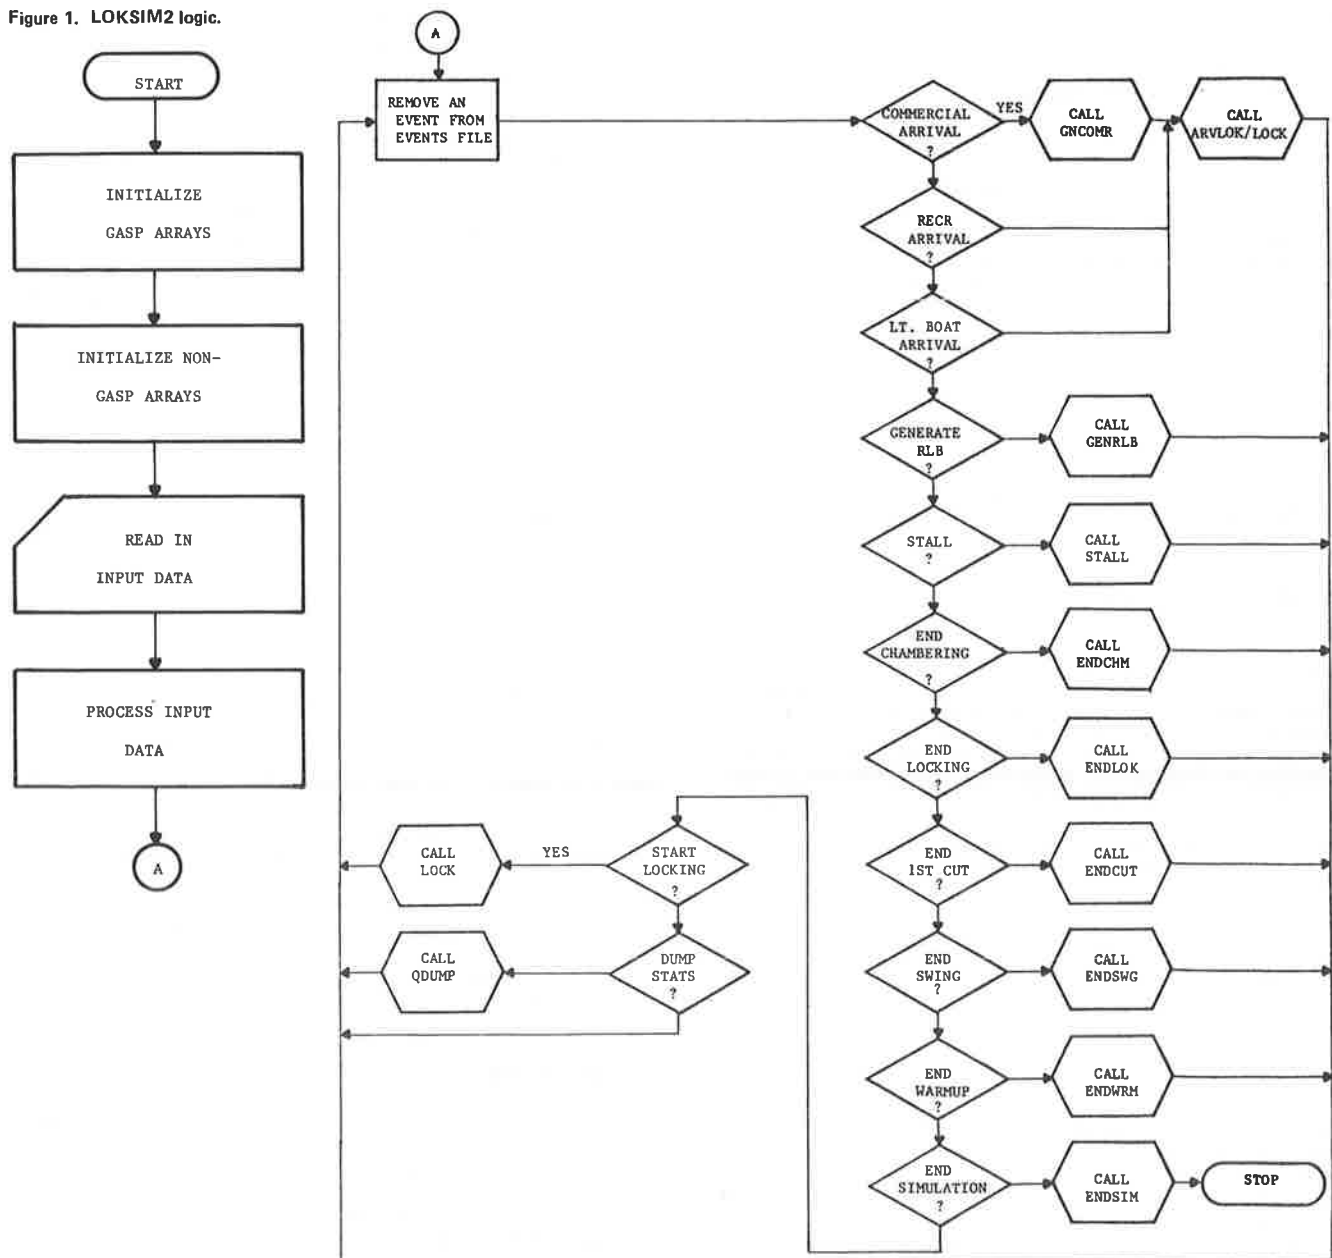 Figure 1. LOKSIM2 logic.
START
INITIALIZE
GASP ARRAYS
INITIALIZE NON-
GASP ARRAYS
READ IN
INPUT DATA
PROCESS INPUT
DATA
A
A
REMOVE AN
EVENT FROM
EVENTS FILE
COMMERCIAL
ARRIVAL
?
YES
CALL
GNCOMR
CALL
ARVLOK/LOCK
RECR
ARRIVAL
?
LT. BOAT
ARRIVAL
?
GENERATE
RLB
?
CALL
GENRLB
STALL
?
CALL
STALL
END
CHAMBERING
?
CALL
ENDCHM
END
LOCKING
?
CALL
ENDLOK
END
1ST CUT
?
CALL
ENDCUT
END
SWING
?
CALL
ENDSWG
END
WARMUP
?
CALL
ENDWRM
END
SIMULATION
?
CALL
ENDSIM
STOP
START
LOCKING
?
YES
CALL
LOCK
DUMP
STATS
?
CALL
QDUMP